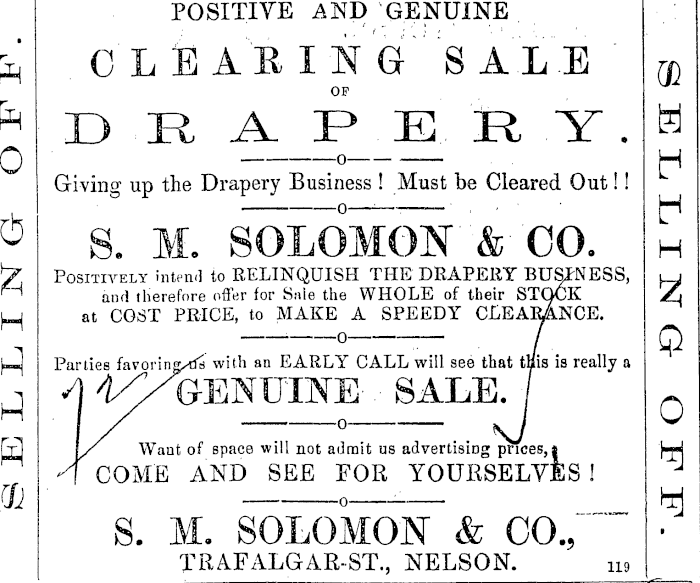 SELLING OFF.
POSITIVE AND GENUINE
CLEARING SALE
OF
DRAPERY.
Giving up the Drapery Business! Must be Cleared Out!!
S. M. SOLOMON & CO.
POSITIVELY intend to RELINQUISH THE DRAPERY BUSINESS,
and therefore offer for Sale the WHOLE of their STOCK
at COST PRICE, to MAKE A SPEEDY CLEARANCE.
Parties favoring us with an EARLY CALL will see that this is really a
GENUINE SALE.
Want of space will not admit us advertising prices,
COME AND SEE FOR YOURSELVES!
S. M. SOLOMON & CO.,
TRAFALGAR-ST., NELSON.
119
SELLING OFF.